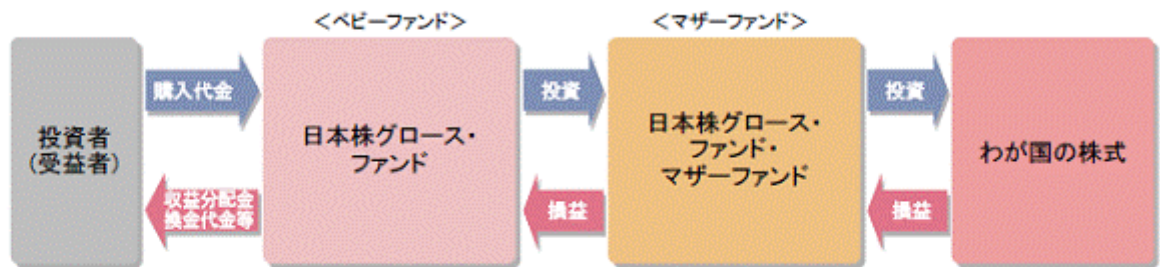 ＜ベビーファンド＞
＜マザーファンド＞
投資者
(受益者)
購入代金
収益分配金
換金代金等
日本株グロース・
ファンド
投資
損益
日本株グロース・
ファンド・
マザーファンド
投資
損益
わが国の株式